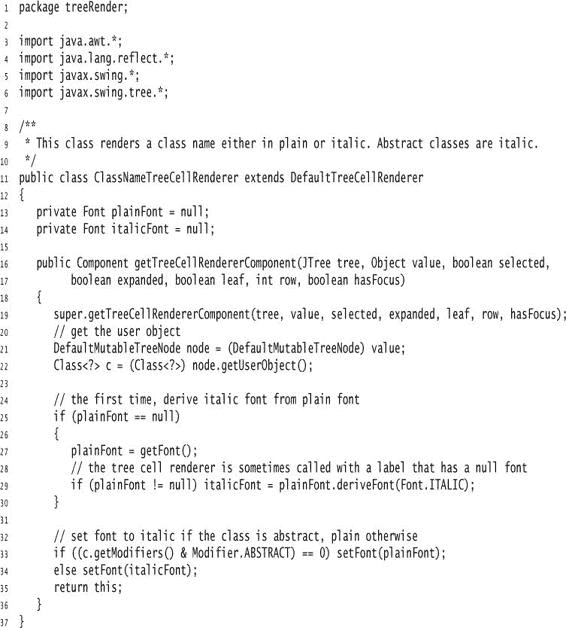 1 package treeRender;
2
3 import java.awt.*;
4 import java.lang.reflect.*;
5 import javax.swing.*;
6 import javax.swing.tree.*;
7
8 /**
9  * This class renders a class name either in plain or italic. Abstract classes are italic.
10  */
11 public class ClassNameTreeCellRenderer extends DefaultTreeCellRenderer
12 {
13    private Font plainFont = null;
14    private Font italicFont = null;
15
16    public Component getTreeCellRendererComponent(JTree tree, Object value, boolean selected,
17          boolean expanded, boolean leaf, int row, boolean hasFocus)
18    {
19       super.getTreeCellRendererComponent(tree, value, selected, expanded, leaf, row, hasFocus);
20       // get the user object
21       DefaultMutableTreeNode node = (DefaultMutableTreeNode) value;
22       Class<?> c = (Class<?>) node.getUserObject();
23
24       // the first time, derive italic font from plain font
25       if (plainFont == null)
26       {
27          plainFont = getFont();
28          // the tree cell renderer is sometimes called with a label that has a null font
29          if (plainFont != null) italicFont = plainFont.deriveFont(Font.ITALIC);
30       }
31
32       // set font to italic if the class is abstract, plain otherwise
33       if ((c.getModifiers() & Modifier.ABSTRACT) == 0) setFont(plainFont);
34       else setFont(italicFont);
35       return this;
36    }
37 }